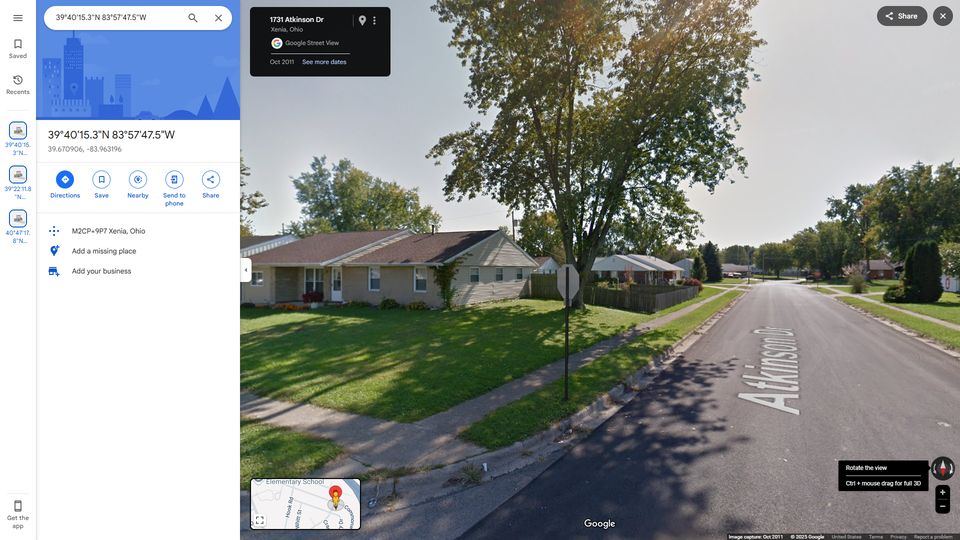 39°40'15.3"N 83°57'47.5"W
Saved
Recents
39°40'15.
3"N...
39°22'11.8
"N...
40°47'17.
8"N...
Get the
app
39°40'15.3"N 83°57'47.5"W
39.670906, -83.963196
Directions
Save
Nearby
Send to
phone
Share
M2CP+9P7 Xenia, Ohio
Add a missing place
Add your business
1731 Atkinson Dr
Xenia, Ohio
Google Street View
Oct 2011 See more dates
Share
Atkinson Dr
Rotate the view
Ctrl + mouse drag for full 3D
Elementary School
Hook Rd
Whitt St
Google
Image capture: Oct 2011 © 2025 Google United States Terms Privacy Report a problem